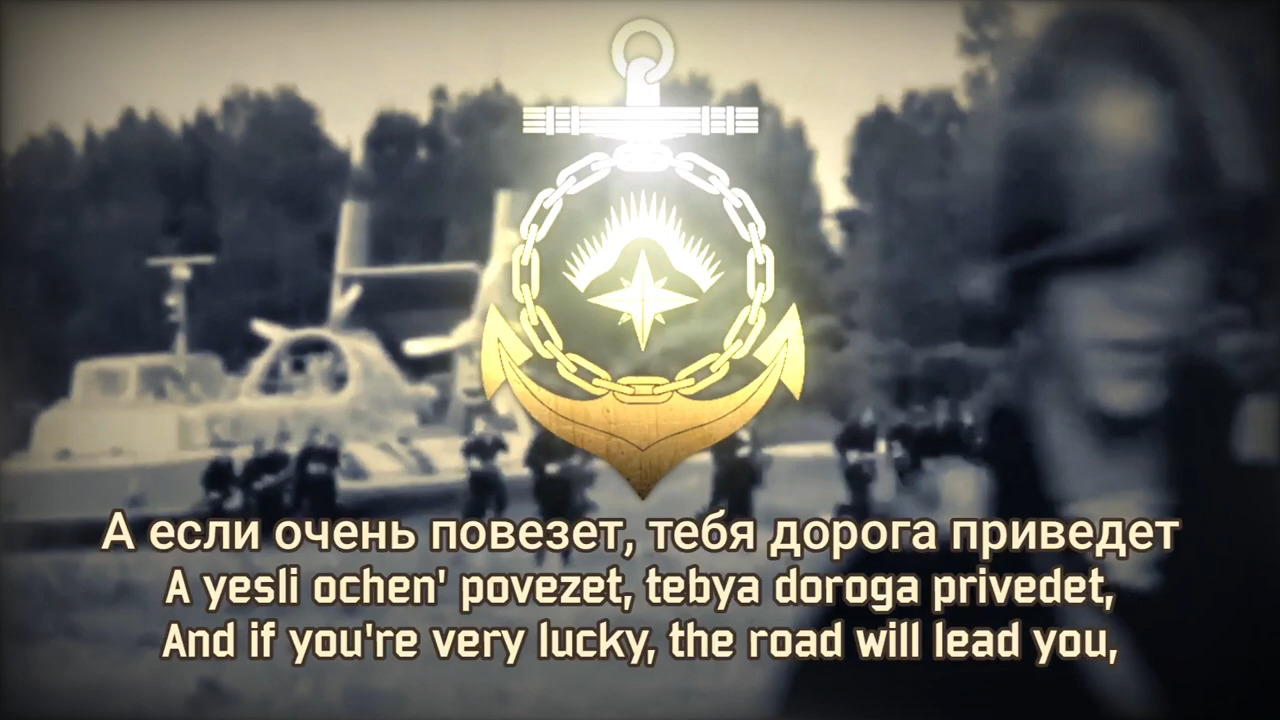 А если очень повезет, тебя дорога приведет
A yesli ochen' povezet, tebya doroga privedet,
And if you're very lucky, the road will lead you,